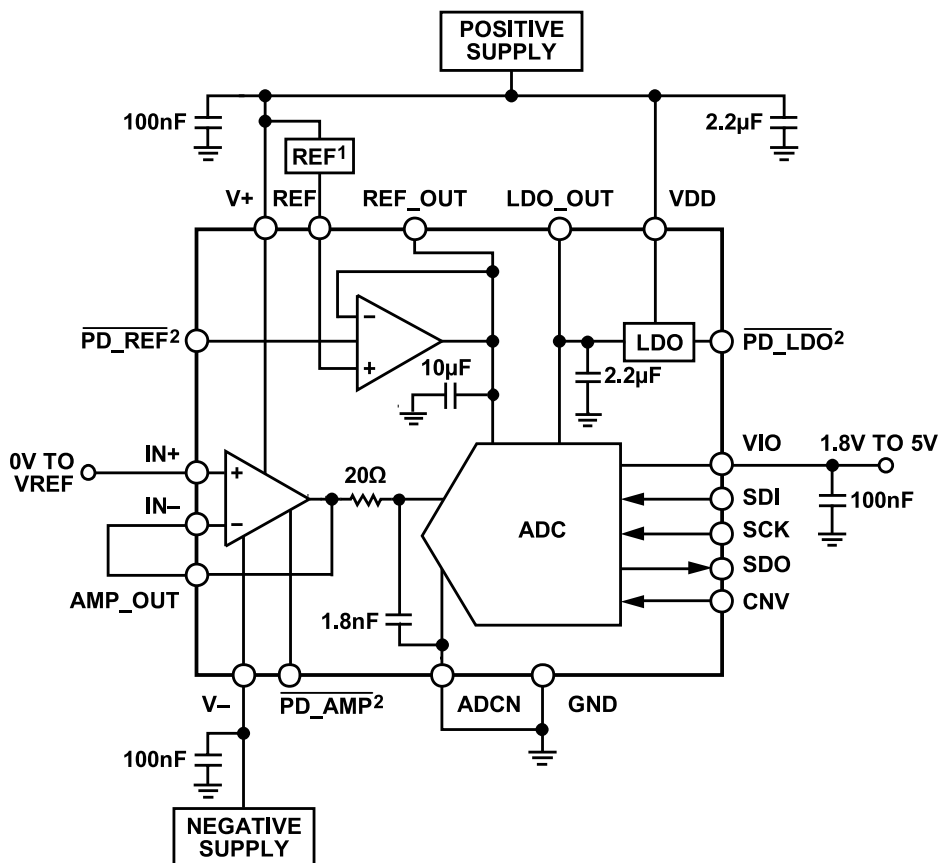 POSITIVE
SUPPLY
100nF
2.2µF
REF1
V+
REF
REF_OUT
LDO_OUT
VDD
PD_REF2
−
+
LDO
PD_LDO2
10µF
2.2µF
VIO
1.8V TO 5V
0V TO
VREF
IN+
+
20Ω
ADC
SDI
100nF
IN–
−
SCK
SDO
AMP_OUT
1.8nF
CNV
V–
PD_AMP2
ADCN
GND
100nF
NEGATIVE
SUPPLY